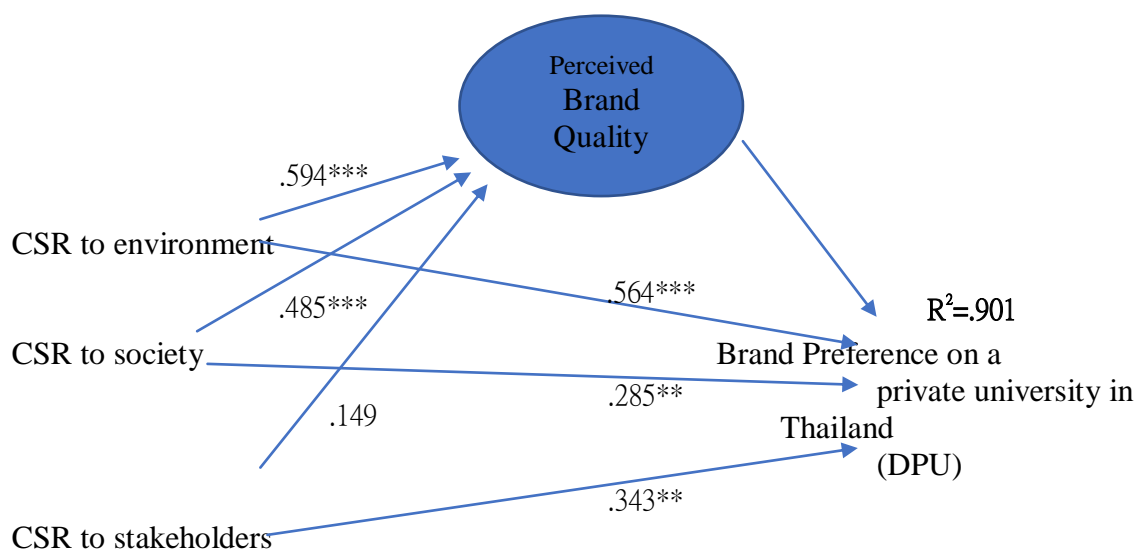 Perceived
Brand
Quality
.594***
CSR to environment
.485***
.564***
R²=.901
CSR to society
Brand Preference on a
private university in
.285**
.149
Thailand
(DPU)
.343**
CSR to stakeholders